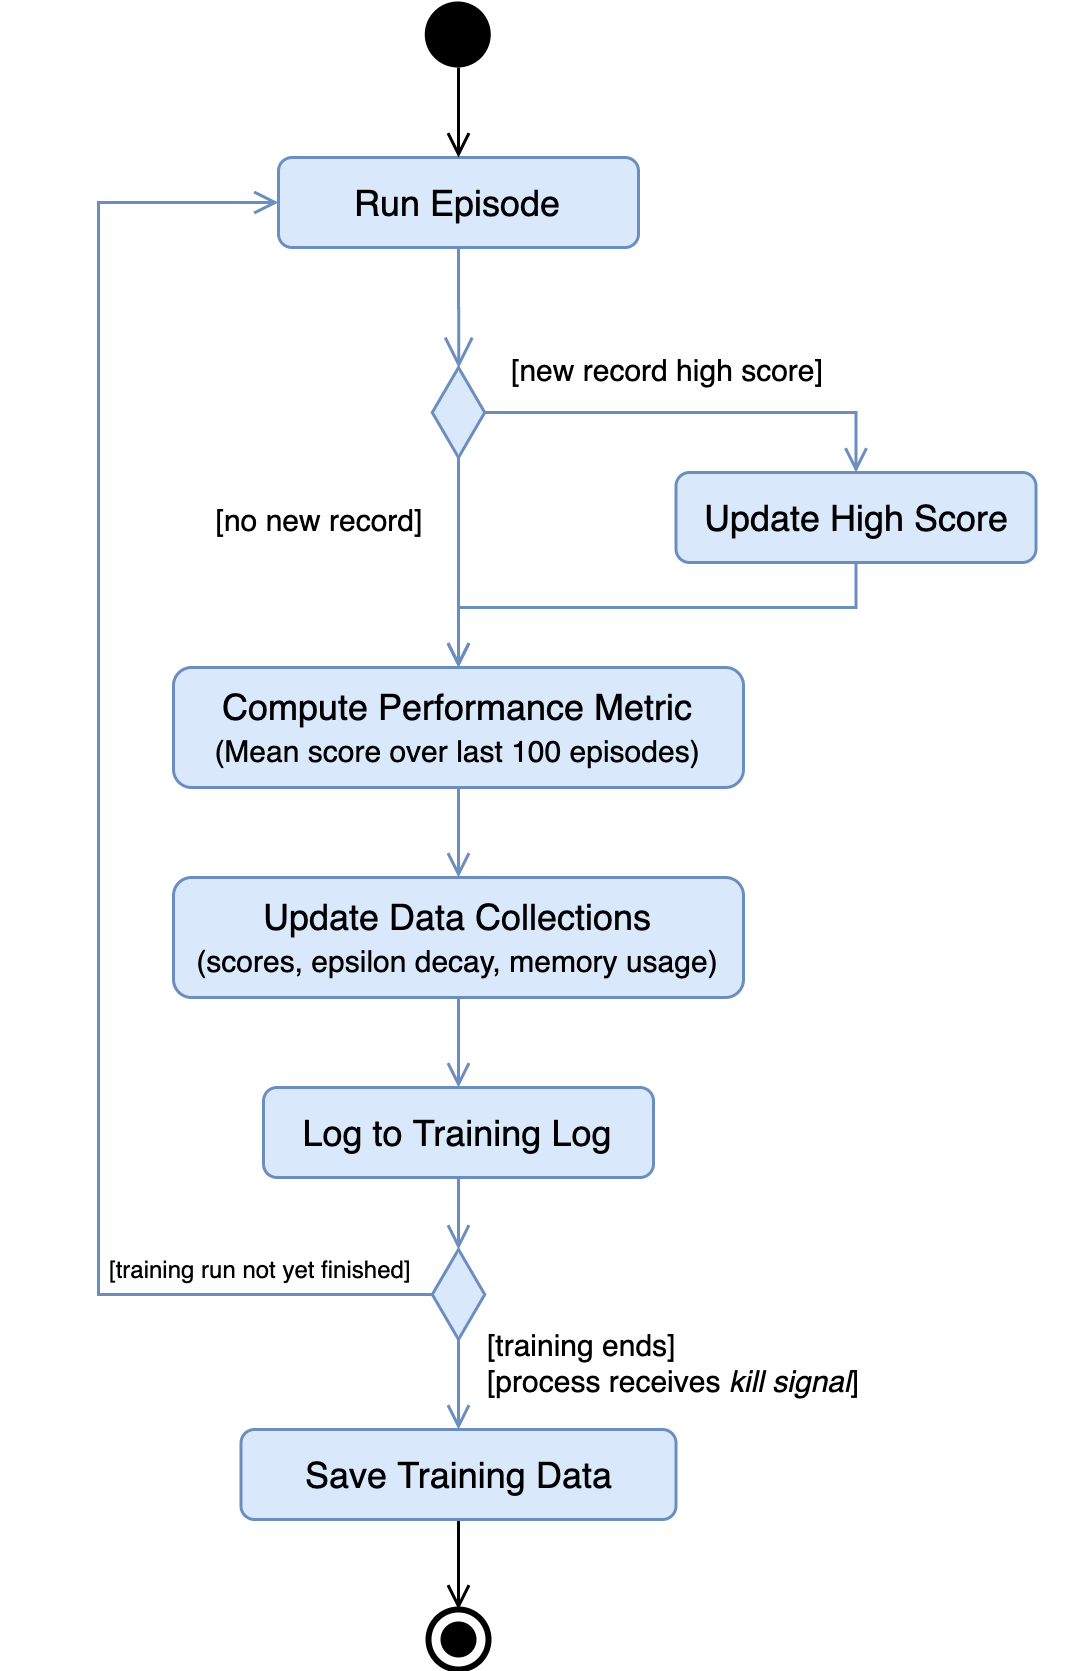 Run Episode
[new record high score]
Update High Score
[no new record]
Compute Performance Metric
(Mean score over last 100 episodes)
Update Data Collections
(scores, epsilon decay, memory usage)
Log to Training Log
[training run not yet finished]
[training ends]
[process receives kill signal]
Save Training Data